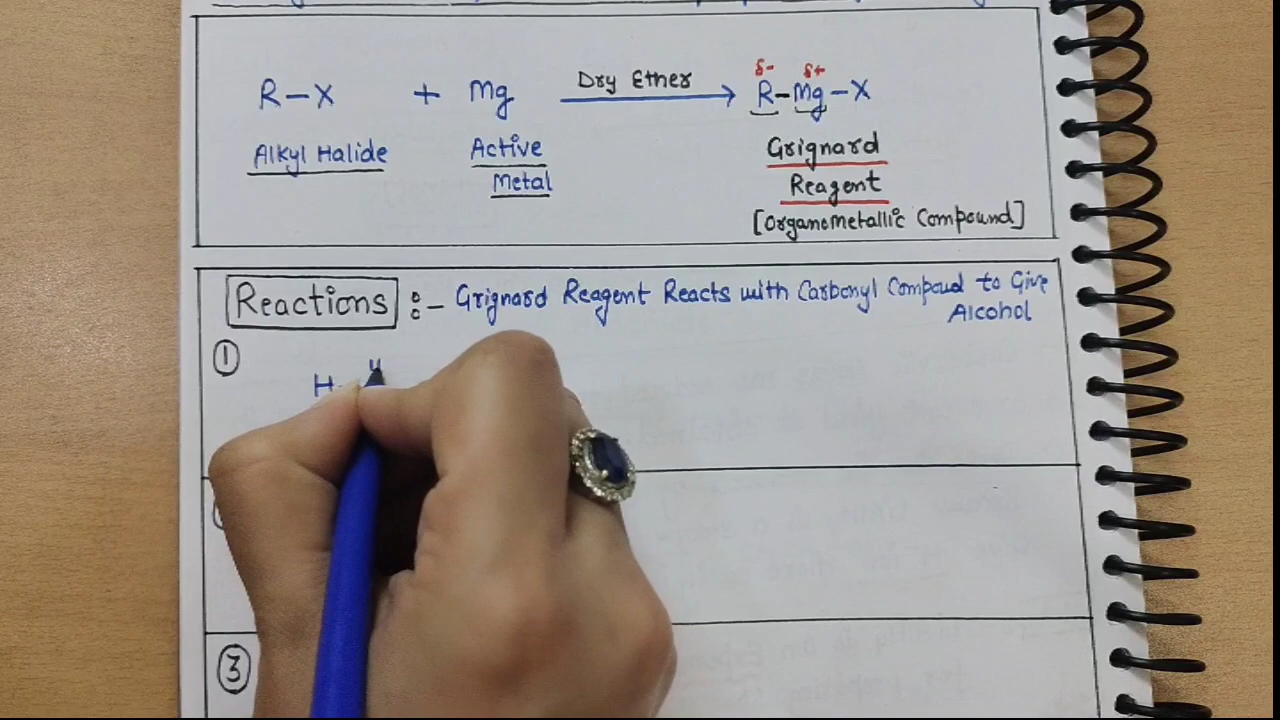 R-X + Mg Dry Ether → δ- δ+ R-Mg-X
Alkyl Halide Active Metal Grignard Reagent
[Organometallic Compound]
Reactions :- Grignard Reagent Reacts with Carbonyl Compoud to Give
Alcohol
①
H
③